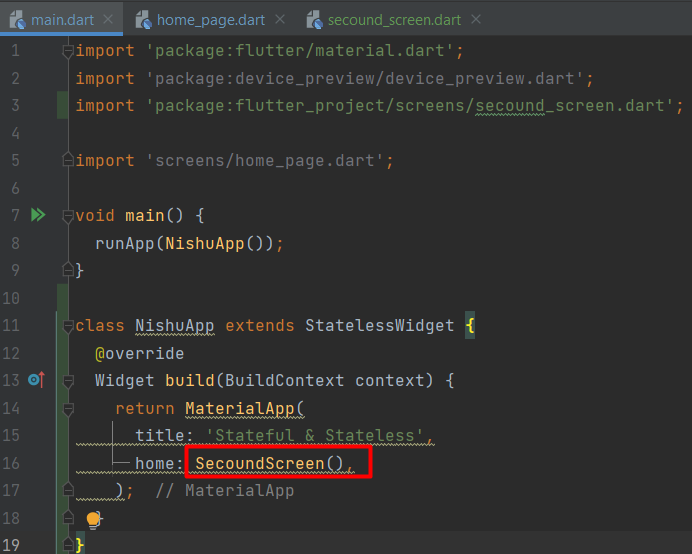 main.dart home_page.dart secound_screen.dart
1 import 'package:flutter/material.dart';
2 import 'package:device_preview/device_preview.dart';
3 import 'package:flutter_project/screens/secound_screen.dart';
4
5 import 'screens/home_page.dart';
6
7 void main() {
8 runApp(NishuApp());
9 }
10
11 class NishuApp extends StatelessWidget {
12 @override
13 Widget build(BuildContext context) {
14 return MaterialApp(
15 title: 'Stateful & Stateless',
16 home: SecoundScreen(),
17 ); // MaterialApp
18 }
19 }